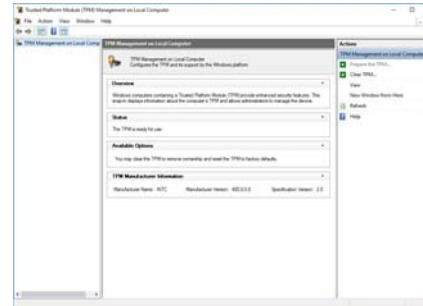 Trusted Platform Module (TPM) Management on Local Computer
File Action View Window Help
TPM Management on Local Comp
TPM Management on Local Computer
TPM Management on Local Computer
Configures the TPM and its support by the Windows platform
Overview
Windows computers containing a Trusted Platform Module (TPM) provide enhanced security features. This
snap-in displays information about the computer's TPM and allows administrators to manage the device.
Status
The TPM is ready for use.
Available Options
You may clear the TPM to remove ownership and reset the TPM to factory defaults.
TPM Manufacturer Information
Manufacturer Name: INTC Manufacturer Version: Specification Version: 2.0
Actions
TPM Management on Local Computer
Prepare the TPM...
Clear TPM...
View
New Window from Here
Refresh
Help